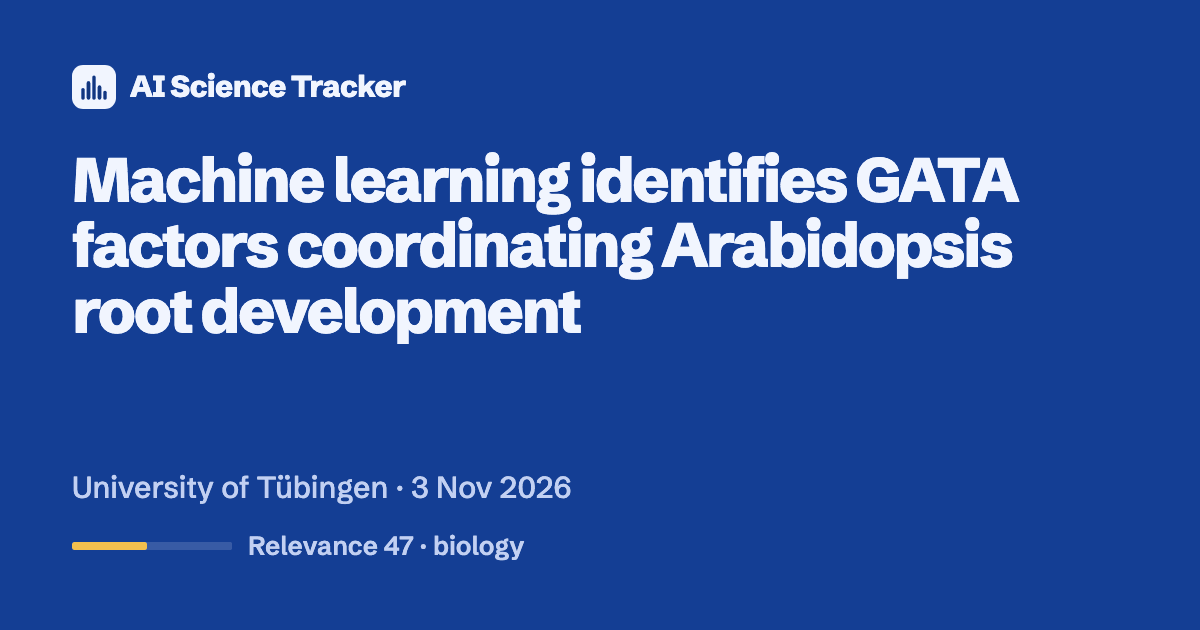 AI Science Tracker
Machine learning identifies GATA
factors coordinating Arabidopsis
root development
University of Tübingen · 3 Nov 2026
Relevance 47 · biology